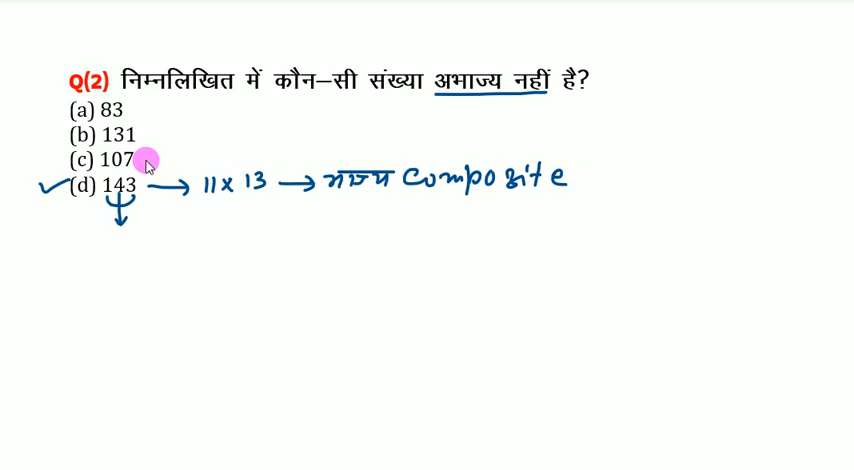 Q(2) निम्नलिखित में कौन–सी संख्या अभाज्य नहीं है?
(a) 83
(b) 131
(c) 107
(d) 143 → 11 x 13 → भाज्य Composite